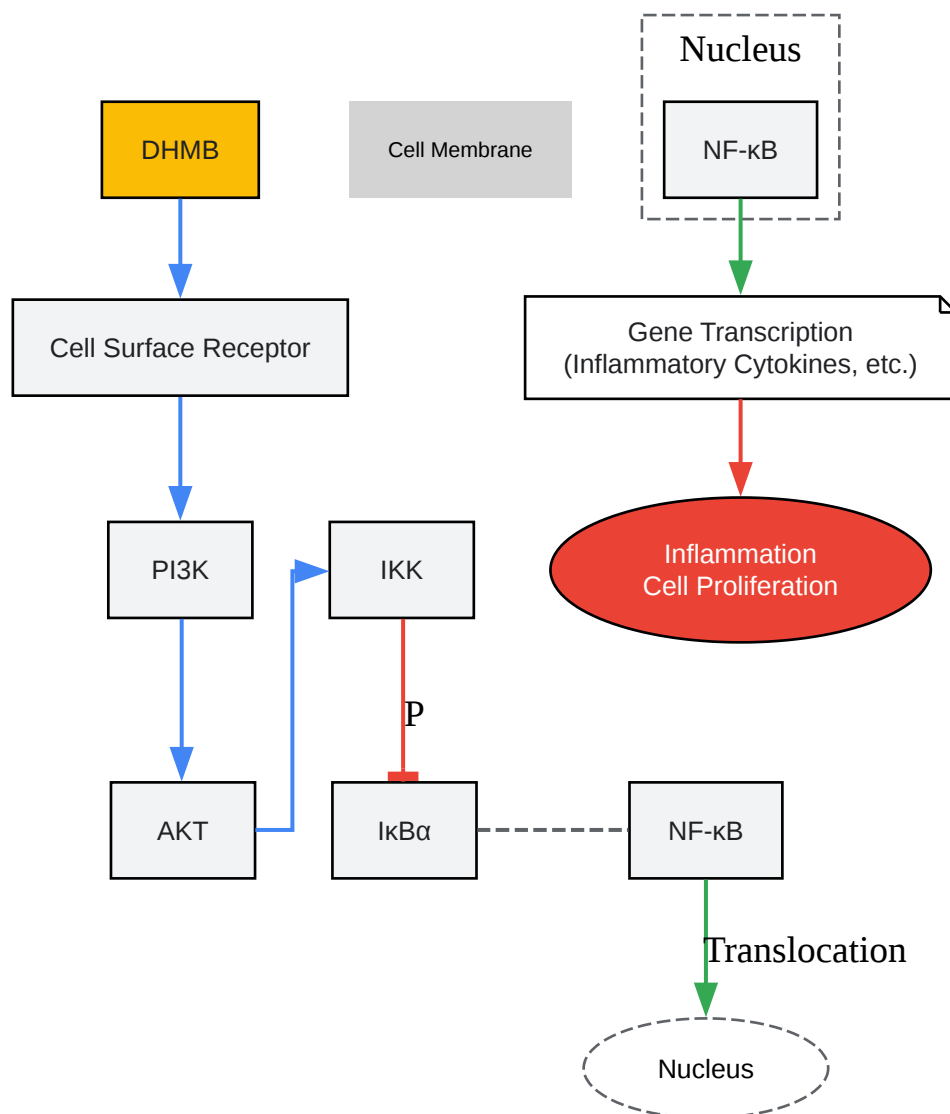 Nucleus
DHMB
Cell Membrane
NF-κB
Cell Surface Receptor
Gene Transcription
(Inflammatory Cytokines, etc.)
PI3K
IKK
Inflammation
Cell Proliferation
P
AKT
IκBα
NF-κB
Translocation
Nucleus